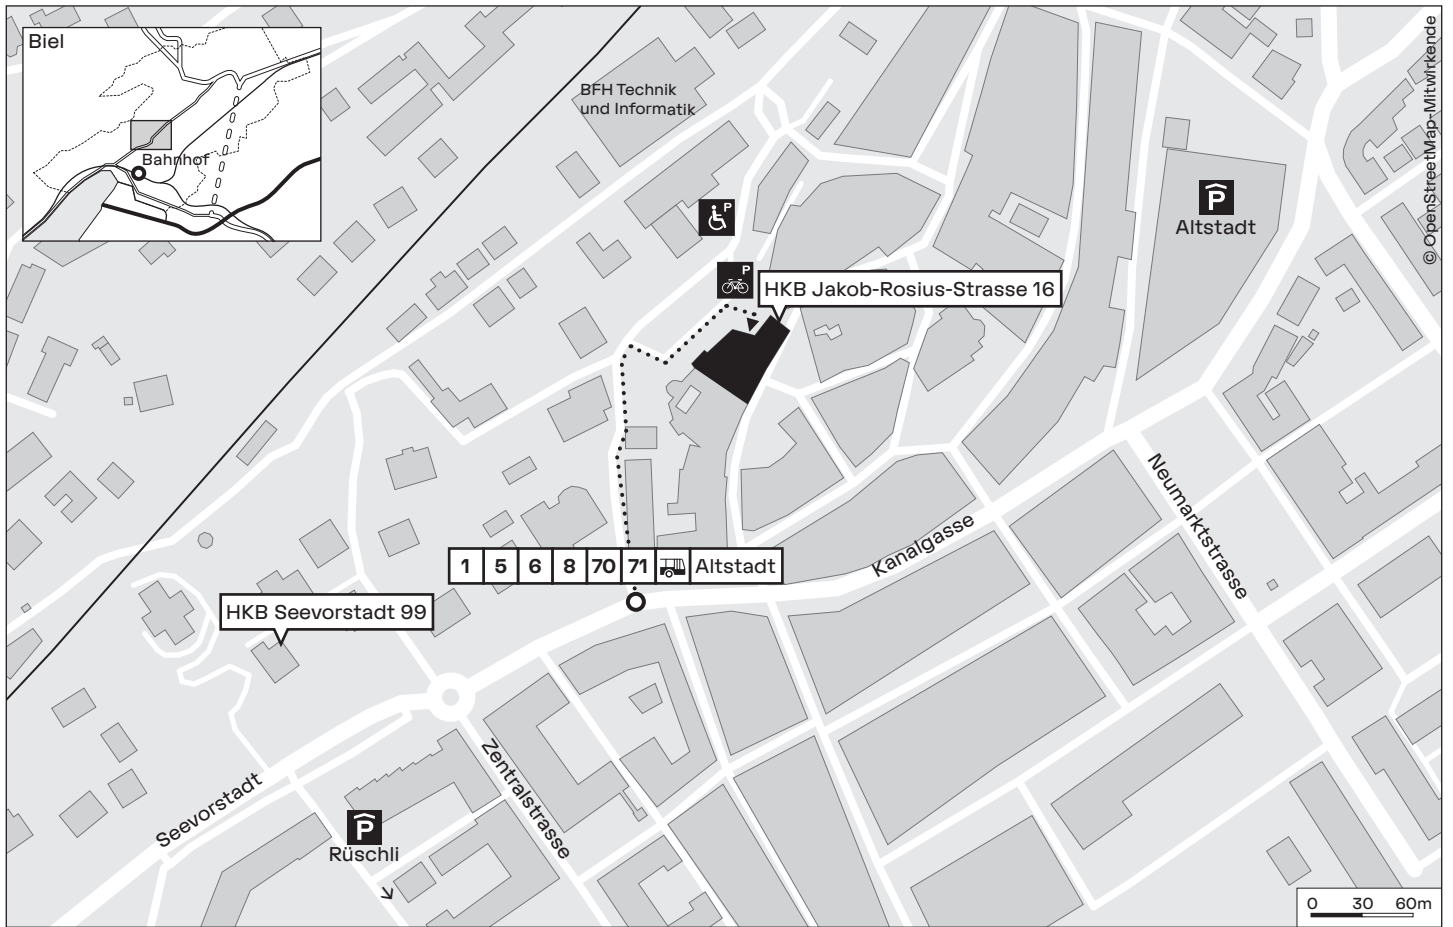 Biel
Bahnhof
BFH Technik
und Informatik
© OpenStreetMap-Mitwirkende
P
P
Altstadt
P
HKB Jakob-Rosius-Strasse 16
Neumarktstrasse
Kanalgasse
1 5 6 8 70 71 Altstadt
HKB Seevorstadt 99
Zentralstrasse
Seevorstadt
P
Rüschli
0 30 60m